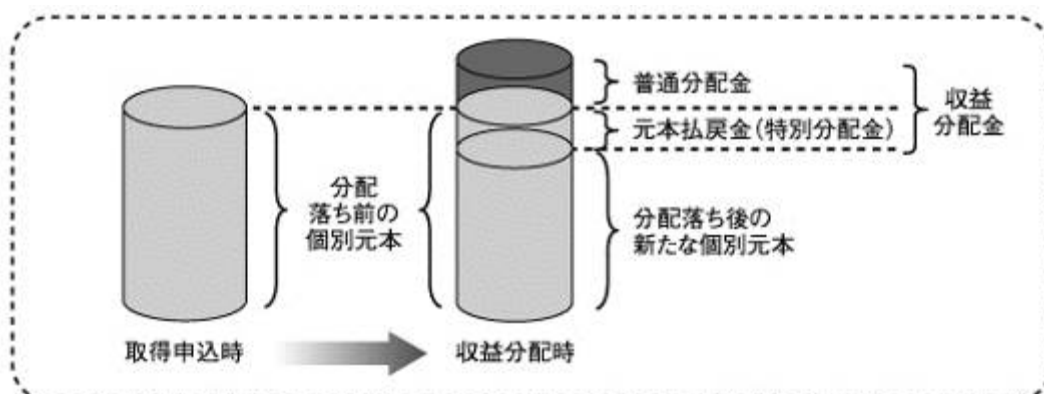 普通分配金
元本払戻金(特別分配金)
収益
分配金
分配
落ち前の
個別元本
分配落ち後の
新たな個別元本
取得申込時
収益分配時